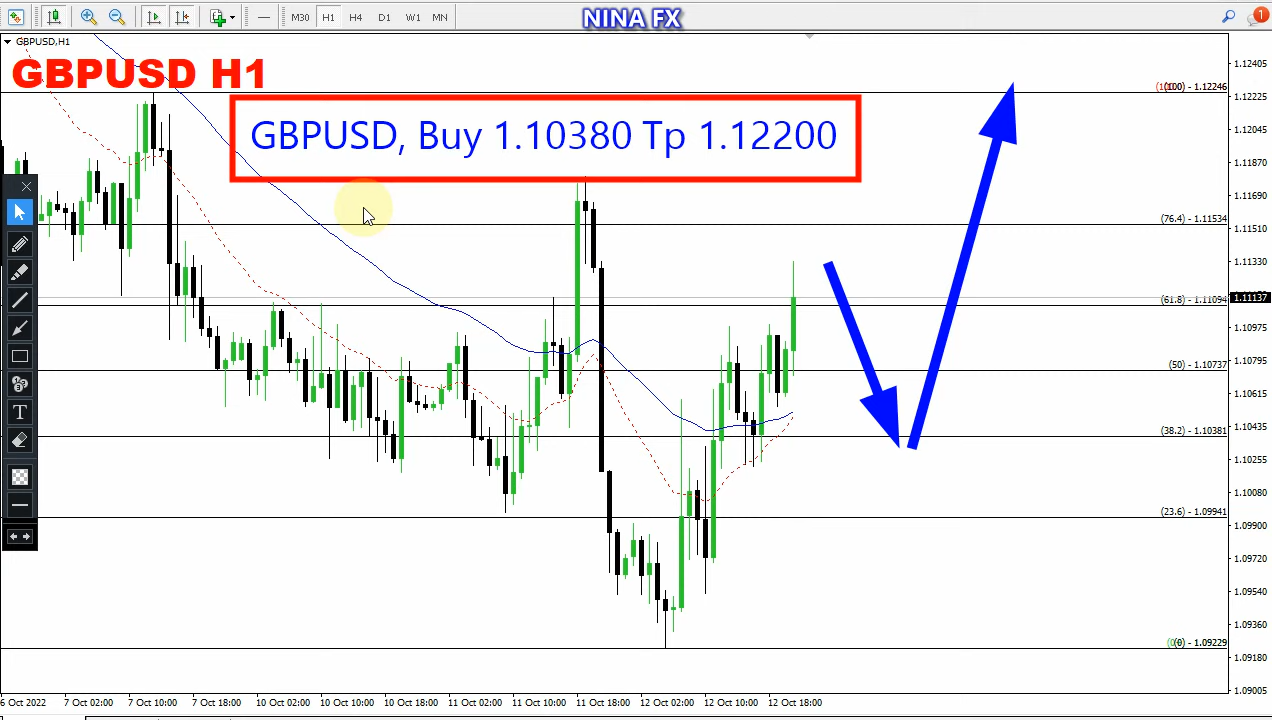 NINA FX
M30 H1 H4 D1 W1 MN
1
GBPUSD,H1
GBPUSD H1
GBPUSD, Buy 1.10380 Tp 1.12200
1.12405
(100) - 1.12246
1.12225
1.12045
1.11870
1.11690
(76.4) - 1.11534
1.11510
1.11330
1.11137
(61.8) - 1.11094
1.10975
1.10795
(50) - 1.10737
1.10615
1.10435
(38.2) - 1.10381
1.10255
1.10080
(23.6) - 1.09941
1.09900
1.09720
1.09540
1.09360
(0) - 1.09229
1.09180
1.09005
T
6 Oct 2022 7 Oct 02:00 7 Oct 10:00 7 Oct 18:00 10 Oct 02:00 10 Oct 10:00 10 Oct 18:00 11 Oct 02:00 11 Oct 10:00 11 Oct 18:00 12 Oct 02:00 12 Oct 10:00 12 Oct 18:00